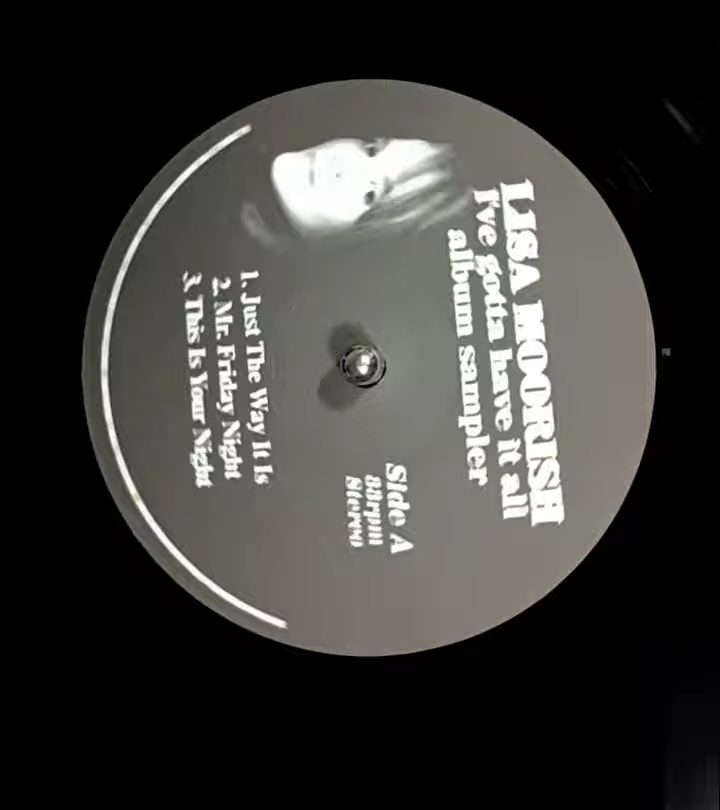 LISA MOORISH
I've gotta have it all
album sampler
Side A
33rpm
Stereo
1. Just The Way It Is
2. Mr. Friday Night
3. This Is Your Night